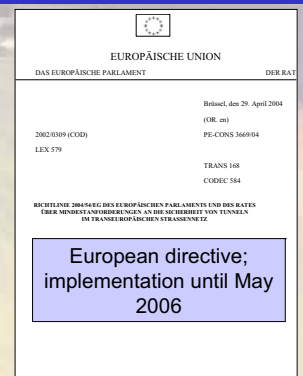 EUROPÄISCHE UNION
DAS EUROPÄISCHE PARLAMENT DER RAT
Brüssel, den 29. April 2004
(OR. en)
2002/0309 (COD) PE-CONS 3669/04
LEX 579
TRANS 168
CODEC 584
RICHTLINIE 2004/54/EG DES EUROPÄISCHEN PARLAMENTS UND DES RATES
ÜBER MINDESTANFORDERUNGEN AN DIE SICHERHEIT VON TUNNELN
IM TRANSEUROPÄISCHEN STRASSENNETZ
European directive;
implementation until May
2006